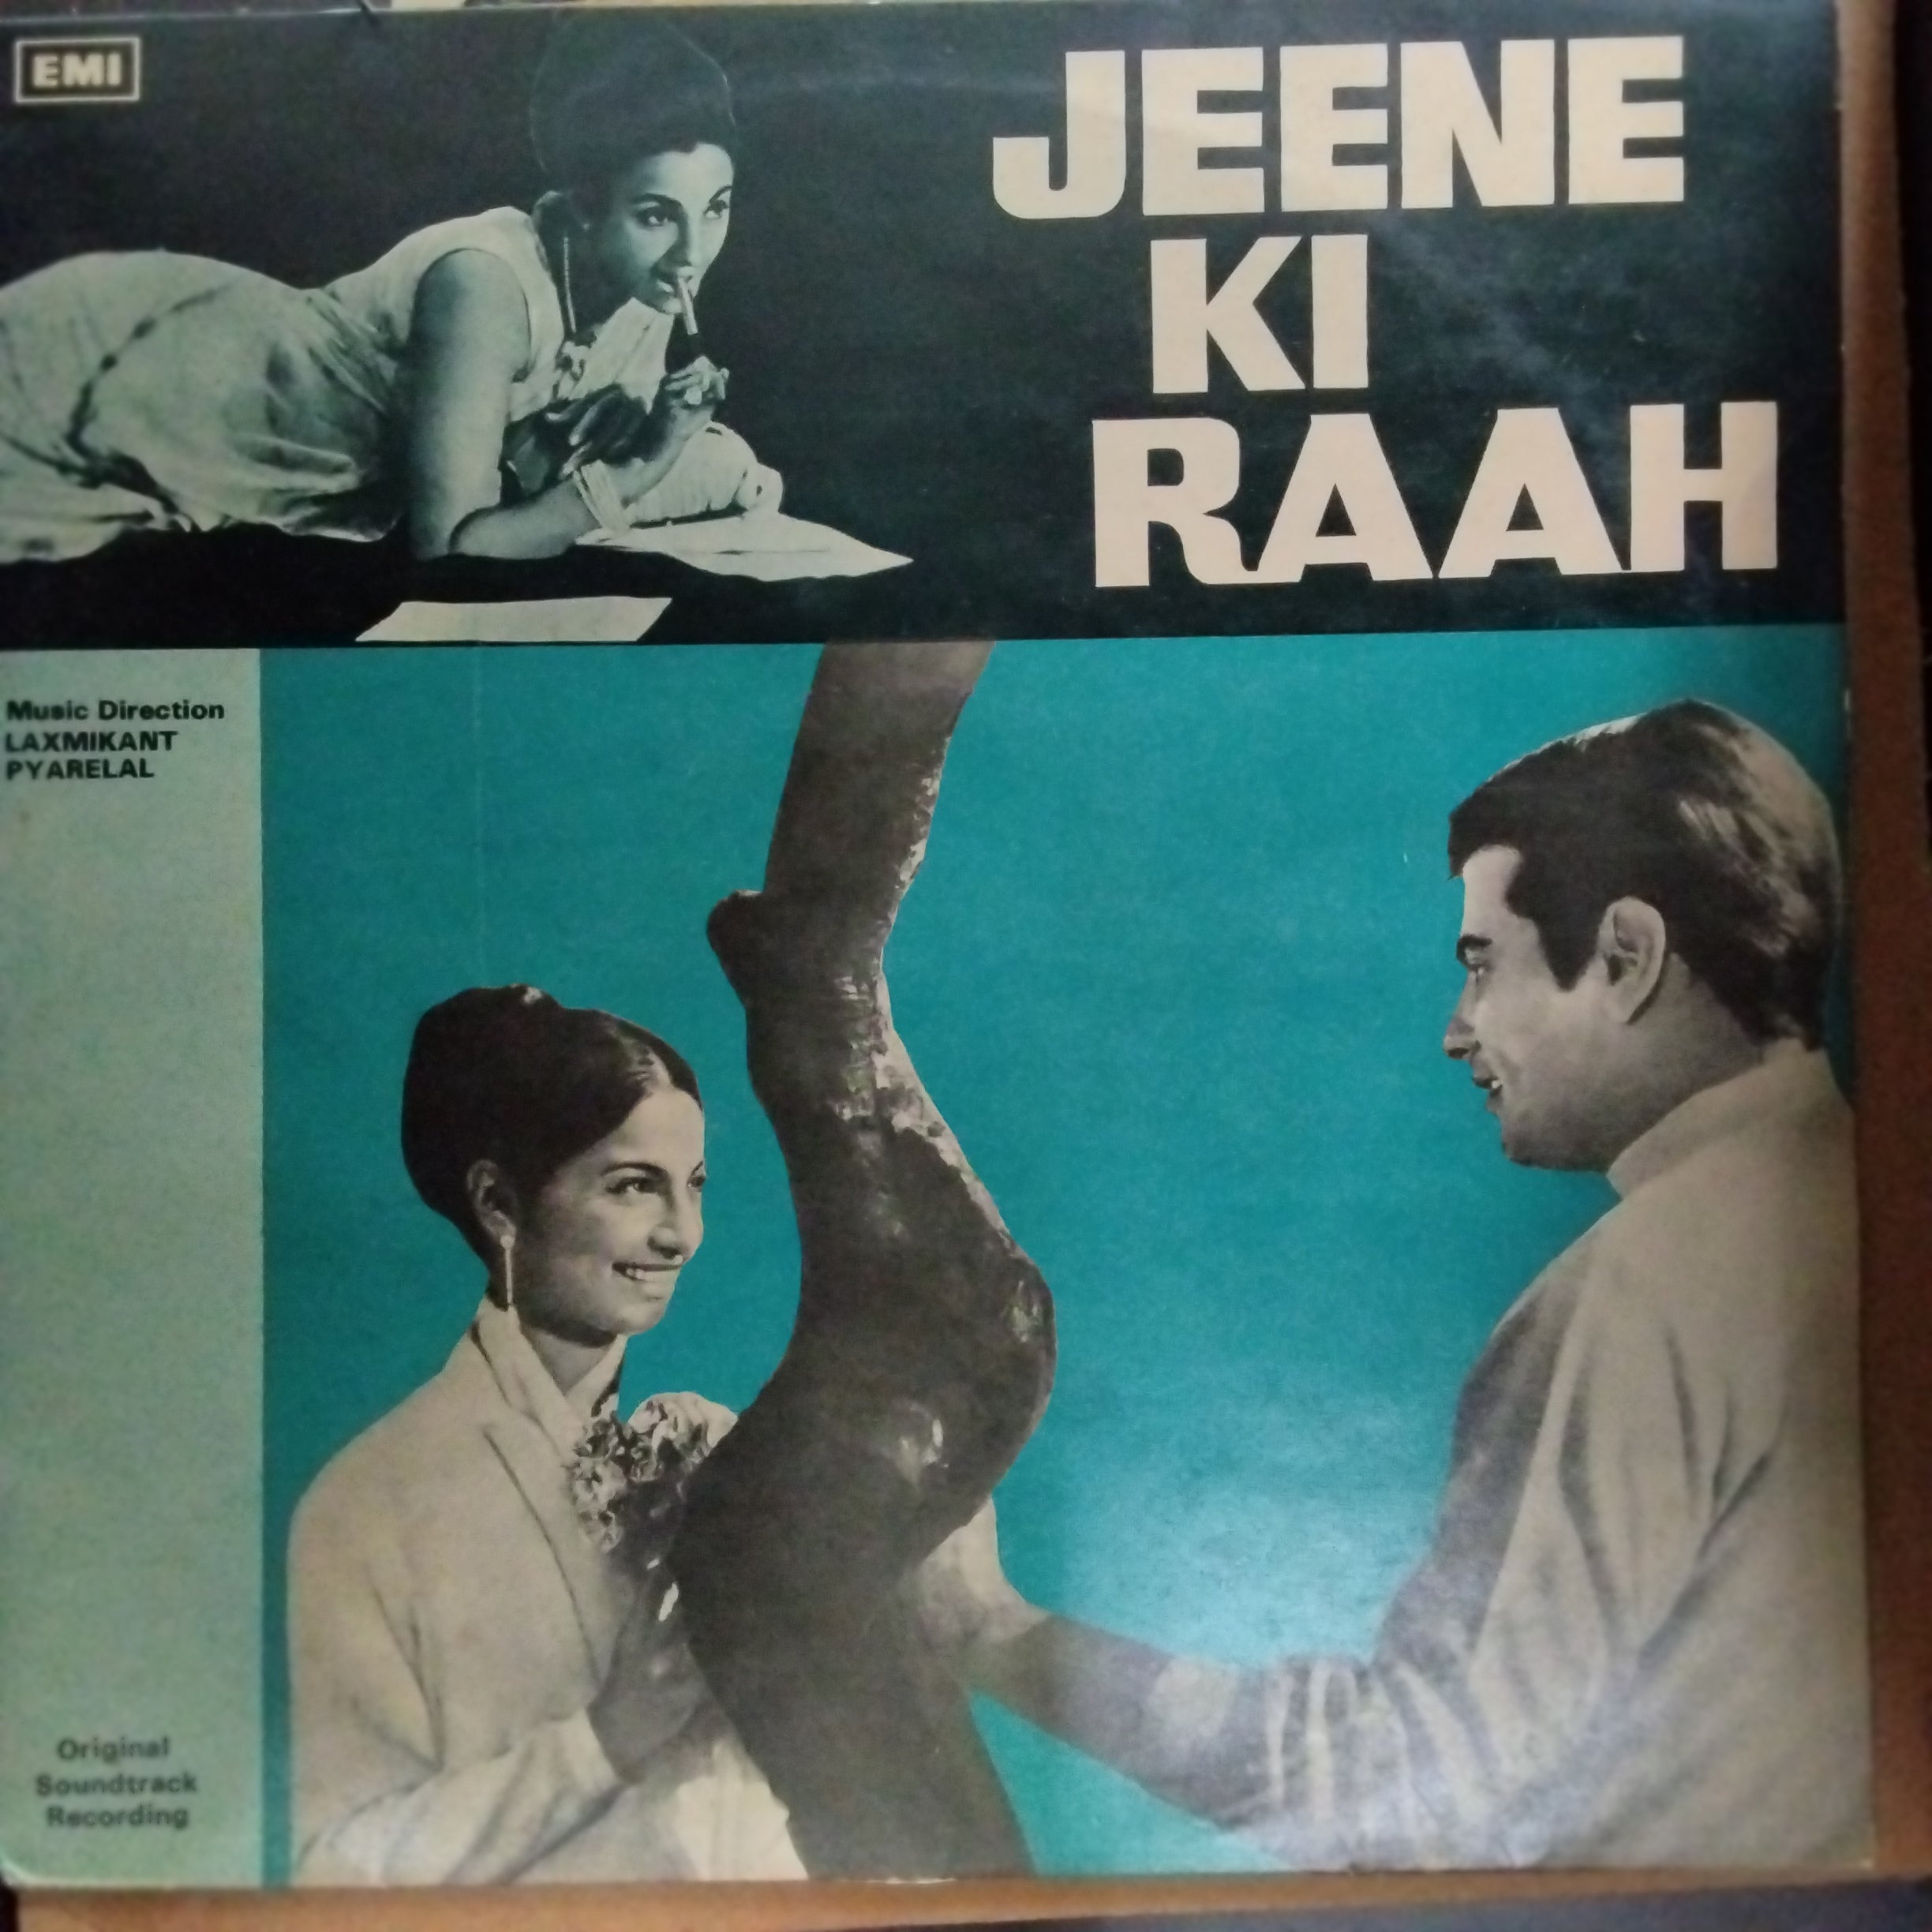 EMI
JEENE
KI
RAAH
Music Direction
LAXMIKANT
PYARELAL
Original
Soundtrack
Recording